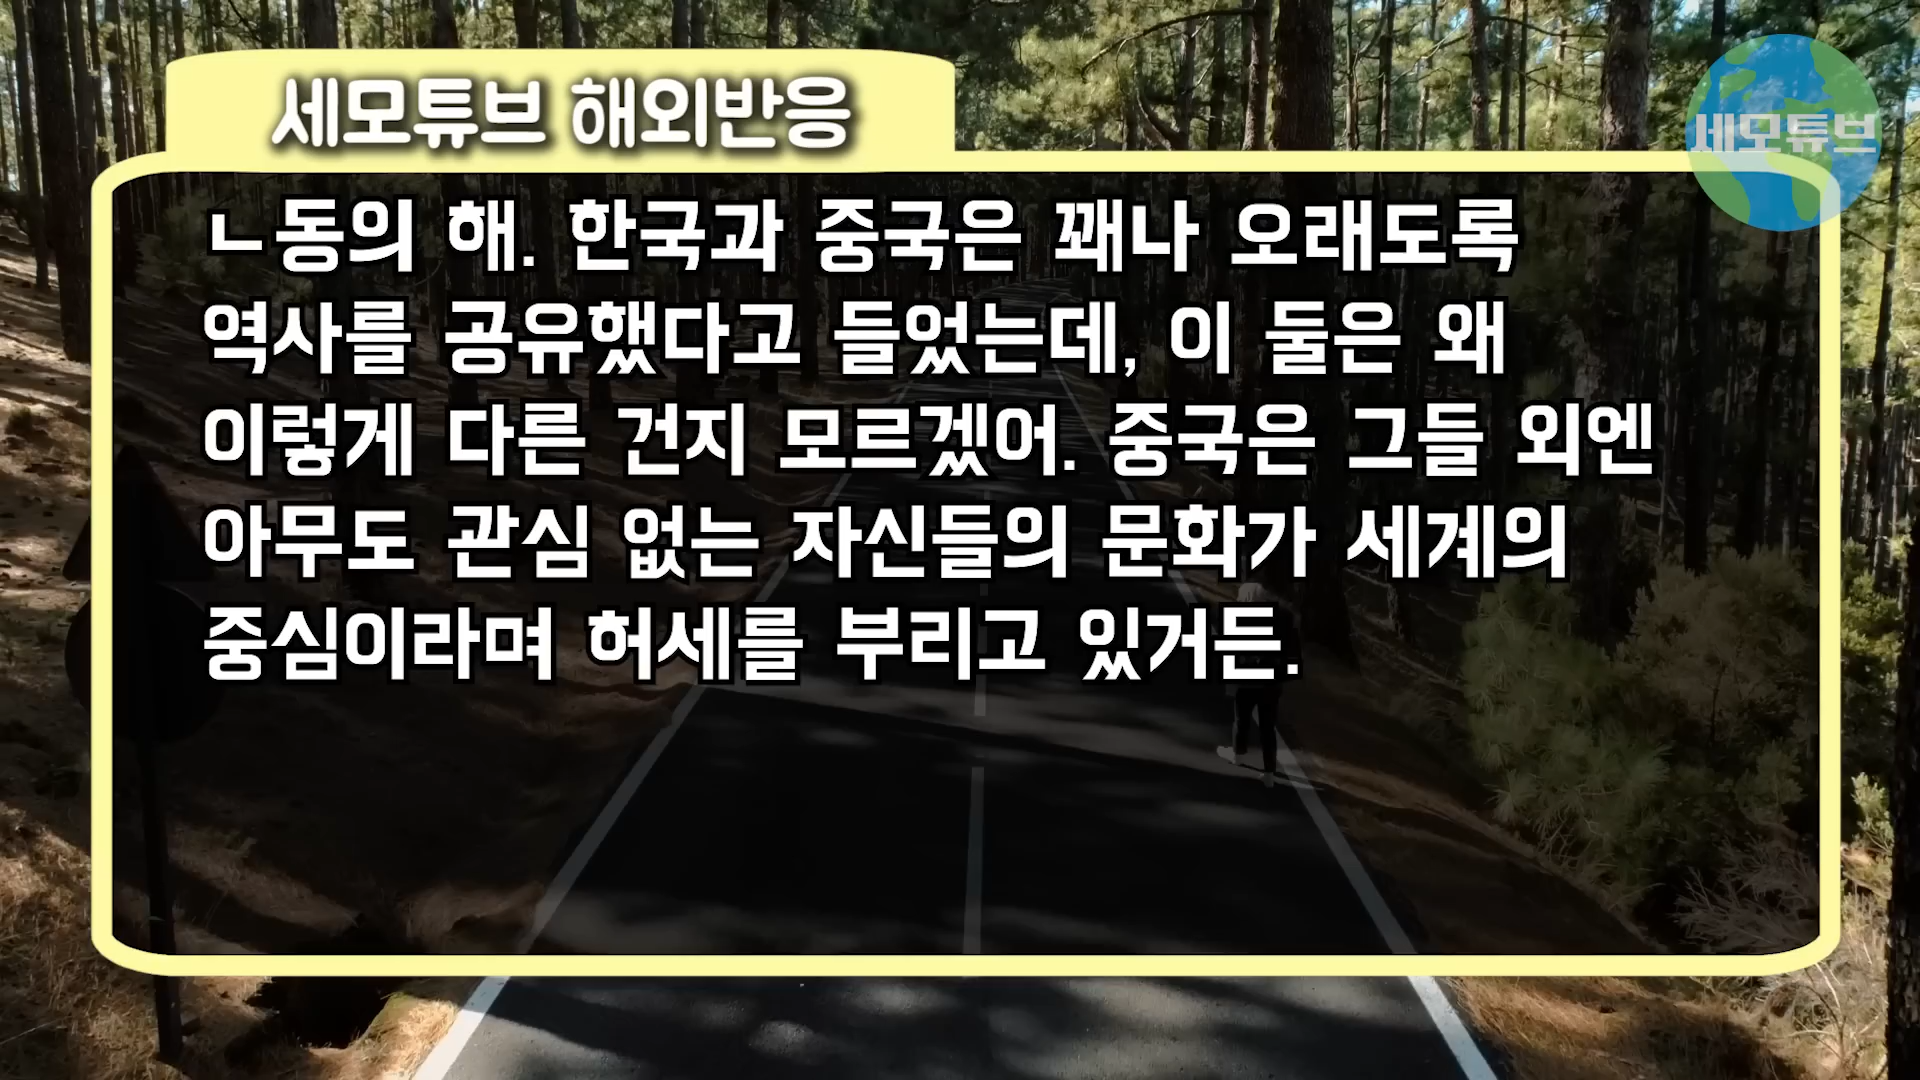 세모튜브 해외반응
세모튜브
ㄴ동의 해. 한국과 중국은 꽤나 오래도록
역사를 공유했다고 들었는데, 이 둘은 왜
이렇게 다른 건지 모르겠어. 중국은 그들 외엔
아무도 관심 없는 자신들의 문화가 세계의
중심이라며 허세를 부리고 있거든.